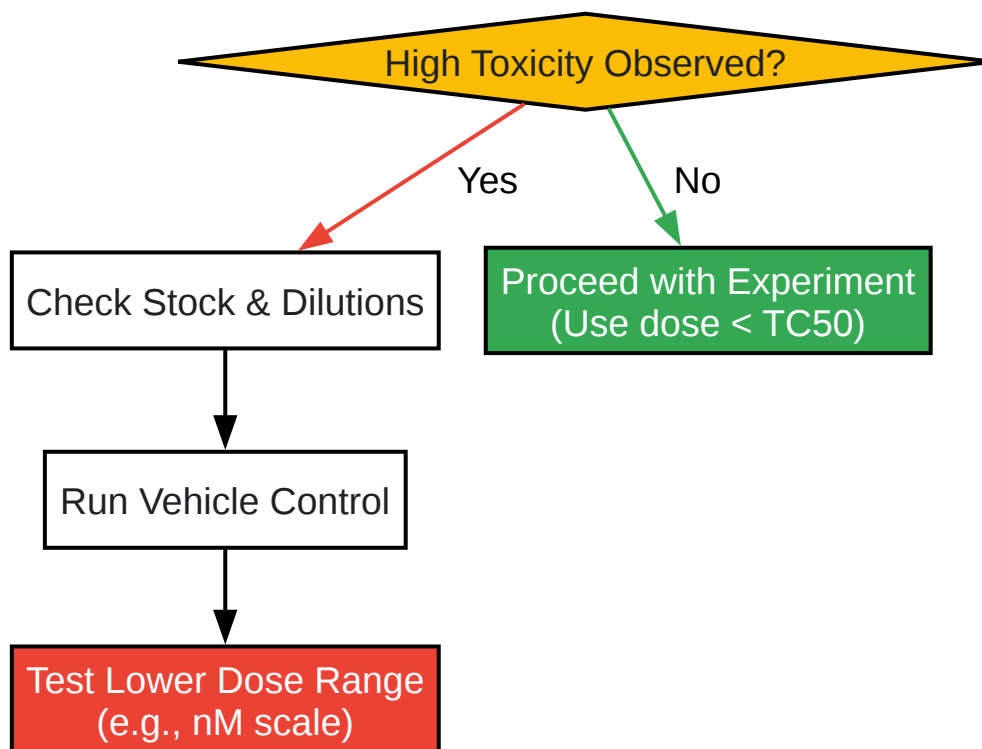 High Toxicity Observed?
Yes
No
Check Stock & Dilutions
Proceed with Experiment
(Use dose < TC50)
Run Vehicle Control
Test Lower Dose Range
(e.g., nM scale)